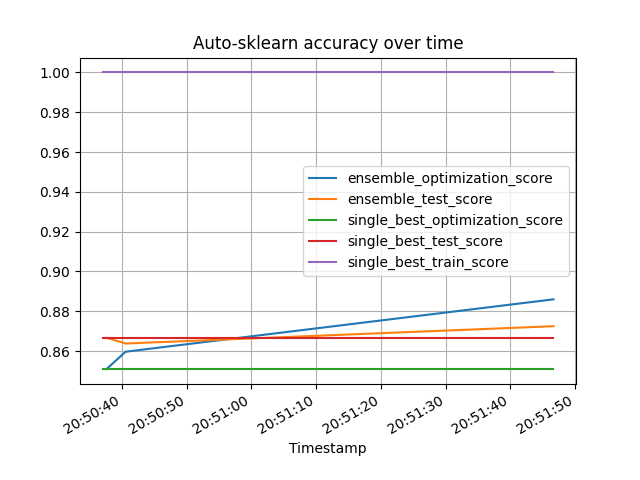 Auto-sklearn accuracy over time
1.00
0.98
0.96
0.94
0.92
0.90
0.88
0.86
ensemble_optimization_score
ensemble_test_score
single_best_optimization_score
single_best_test_score
single_best_train_score
20:50:40
20:50:50
20:51:00
20:51:10
20:51:20
20:51:30
20:51:40
20:51:50
Timestamp